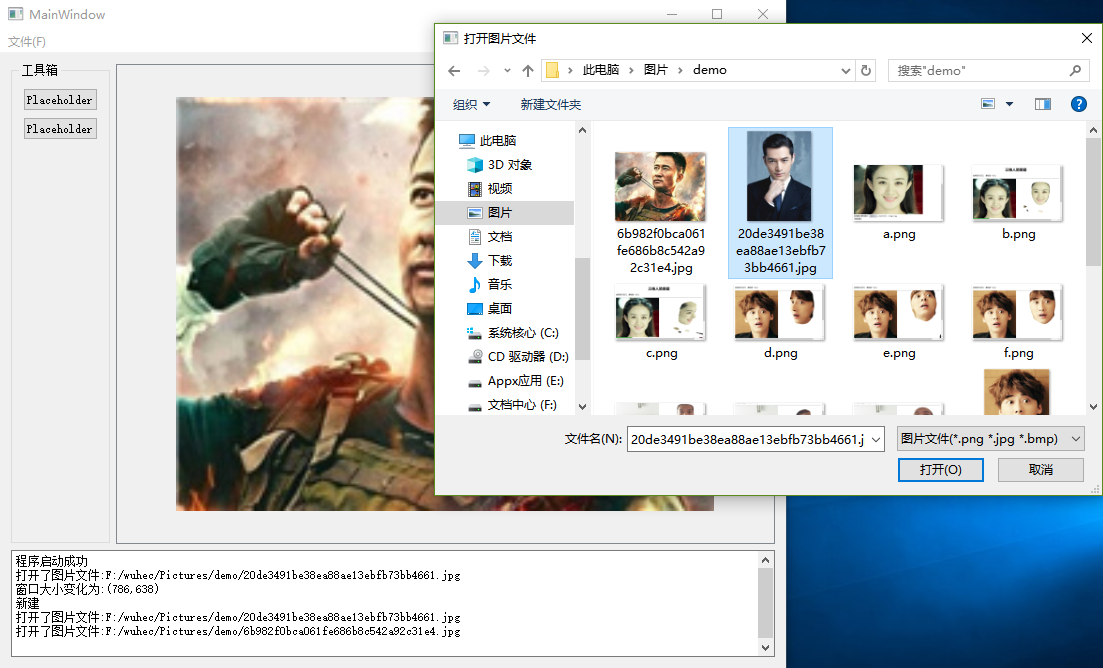 MainWindow
文件(F)
工具箱
Placeholder
Placeholder
打开图片文件
此电脑 › 图片 › demo
搜索"demo"
组织
新建文件夹
此电脑
3D 对象
视频
图片
文档
下载
音乐
桌面
系统核心 (C:)
CD 驱动器 (D:)
Appx应用 (E:)
文档中心 (F:)
6b982f0bca061
fe686b8c542a9
2c31e4.jpg
20de3491be38
ea88ae13ebfb7
3bb4661.jpg
a.png
b.png
c.png
d.png
e.png
f.png
文件名(N):
20de3491be38ea88ae13ebfb73bb4661.j
图片文件(*.png *.jpg *.bmp)
打开(O)
取消
程序启动成功
打开了图片文件:F:/wuhec/Pictures/demo/20de3491be38ea88ae13ebfb73bb4661.jpg
窗口大小变化为:(786,638)
新建
打开了图片文件:F:/wuhec/Pictures/demo/20de3491be38ea88ae13ebfb73bb4661.jpg
打开了图片文件:F:/wuhec/Pictures/demo/6b982f0bca061fe686b8c542a92c31e4.jpg